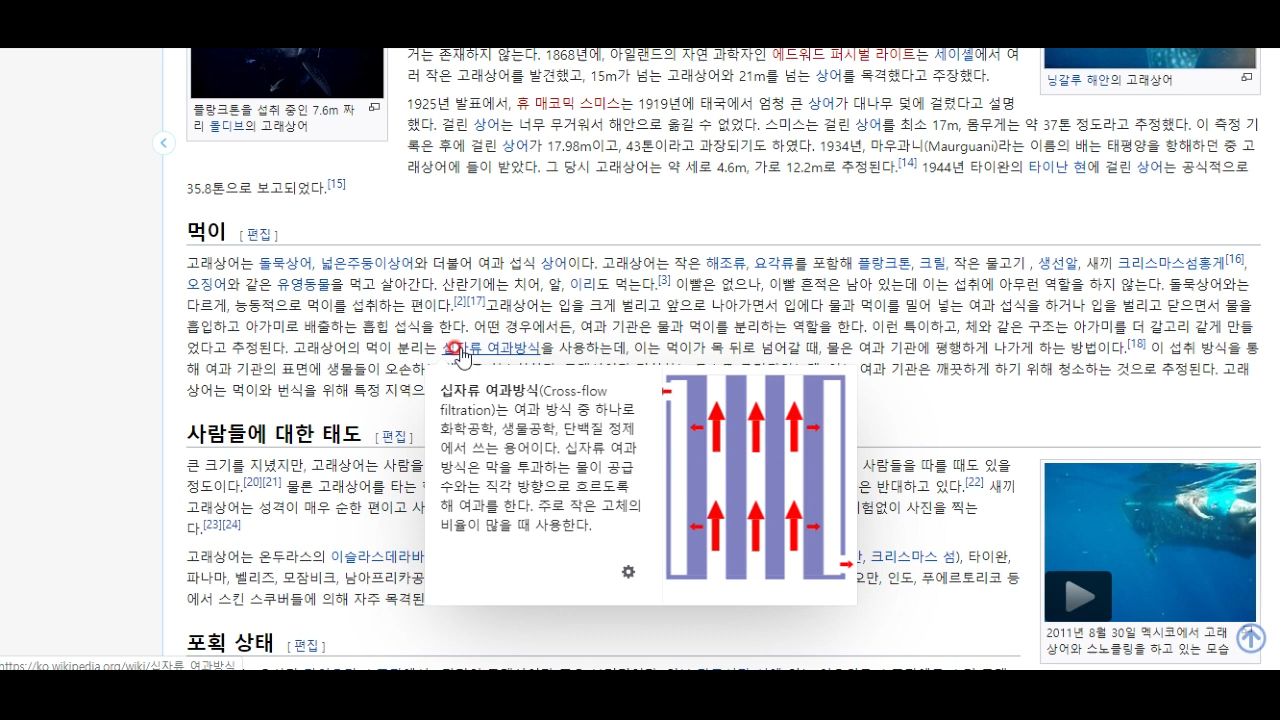 거는 존재하지 않는다. 1868년에, 아일랜드의 자연 과학자인 에드워드 퍼시벌 라이트는 세이셸에서 여
러 작은 고래상어를 발견했고, 15m가 넘는 고래상어와 21m를 넘는 상어를 목격했다고 주장했다.
플랑크톤을 섭취 중인 7.6m 짜
리 몰디브의 고래상어
닝갈루 해안의 고래상어
1925년 발표에서, 휴 매코믹 스미스는 1919년에 태국에서 엄청 큰 상어가 대나무 덫에 걸렸다고 설명
했다. 걸린 상어는 너무 무거워서 해안으로 옮길 수 없었다. 스미스는 걸린 상어를 최소 17m, 몸무게는 약 37톤 정도라고 추정했다. 이 측정 기
록은 후에 걸린 상어가 17.98m이고, 43톤이라고 과장되기도 하였다. 1934년, 마우과니(Maurguani)라는 이름의 배는 태평양을 항해하던 중 고
래상어에 들이 받았다. 그 당시 고래상어는 약 세로 4.6m, 가로 12.2m로 추정된다.[14] 1944년 타이완의 타이난 현에 걸린 상어는 공식적으로
35.8톤으로 보고되었다.[15]
먹이 [ 편집 ]
고래상어는 돌묵상어, 넓은주둥이상어와 더불어 여과 섭식 상어이다. 고래상어는 작은 해조류, 요각류를 포함해 플랑크톤, 크릴, 작은 물고기 , 생선알, 새끼 크리스마스섬홍게[16],
오징어와 같은 유영동물을 먹고 살아간다. 산란기에는 치어, 알, 이리도 먹는다.[3] 이빨은 없으나, 이빨 흔적은 남아 있는데 이는 섭취에 아무런 역할을 하지 않는다. 돌묵상어와는
다르게, 능동적으로 먹이를 섭취하는 편이다.[2][17]고래상어는 입을 크게 벌리고 앞으로 나아가면서 입에다 물과 먹이를 밀어 넣는 여과 섭식을 하거나 입을 벌리고 닫으면서 물을
흡입하고 아가미로 배출하는 흡힙 섭식을 한다. 어떤 경우에서든, 여과 기관은 물과 먹이를 분리하는 역할을 한다. 이런 특이하고, 체와 같은 구조는 아가미를 더 갈고리 같게 만들
었다고 추정된다. 고래상어의 먹이 분리는 십자류 여과방식을 사용하는데, 이는 먹이가 목 뒤로 넘어갈 때, 물은 여과 기관에 평행하게 나가게 하는 방법이다.[18] 이 섭취 방식을 통
해 여과 기관의 표면에 생물들이 오손하 여과 기관은 깨끗하게 하기 위해 청소하는 것으로 추정된다. 고래
상어는 먹이와 번식을 위해 특정 지역으
십자류 여과방식(Cross-flow
filtration)는 여과 방식 중 하나로
화학공학, 생물공학, 단백질 정제
에서 쓰는 용어이다. 십자류 여과
방식은 막을 투과하는 물이 공급
수와는 직각 방향으로 흐르도록
해 여과를 한다. 주로 작은 고체의
비율이 많을 때 사용한다.
사람들에 대한 태도 [ 편집 ]
큰 크기를 지녔지만, 고래상어는 사람을 사람들을 따를 때도 있을
정도이다.[20][21] 물론 고래상어를 타는 은 반대하고 있다.[22] 새끼
고래상어는 성격이 매우 순한 편이고 사 험없이 사진을 찍는
다.[23][24]
고래상어는 온두라스의 이슬라스데라바 크리스마스 섬), 타이완,
파나마, 벨리즈, 모잠비크, 남아프리카공 오만, 인도, 푸에르토리코 등
에서 스킨 스쿠버들에 의해 자주 목격된
2011년 8월 30일 멕시코에서 고래
상어와 스노클링을 하고 있는 모습
포획 상태 [ 편집 ]
https://ko.wikipedia.org/wiki/십자류_여과방식